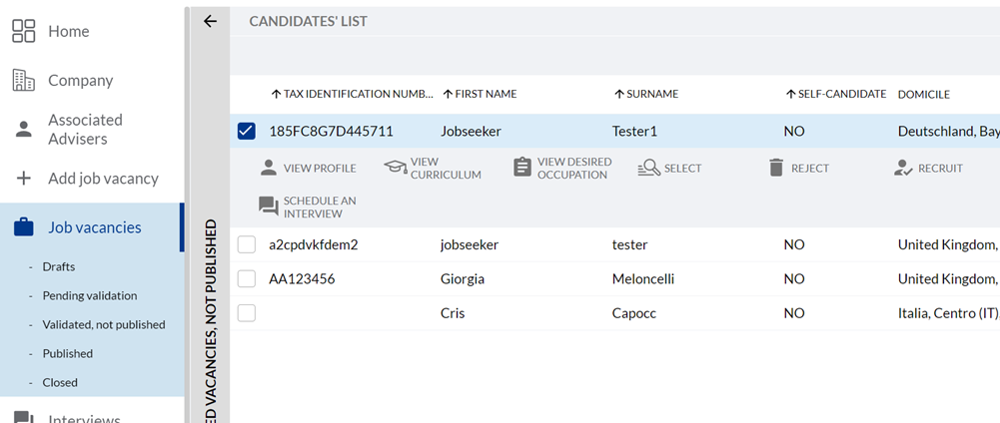 Home
Company
Associated
Advisers
Add job vacancy
Job vacancies
- Drafts
- Pending validation
- Validated, not published
- Published
- Closed
Interviews
ED VACANCIES, NOT PUBLISHED
CANDIDATES' LIST
TAX IDENTIFICATION NUMB... FIRST NAME SURNAME SELF-CANDIDATE DOMICILE
185FC8G7D445711 Jobseeker Tester1 NO Deutschland, Bay
VIEW PROFILE VIEW CURRICULUM VIEW DESIRED OCCUPATION SELECT REJECT RECRUIT
SCHEDULE AN
INTERVIEW
a2cpdvkfdem2 jobseeker tester NO United Kingdom,
AA123456 Giorgia Meloncelli NO United Kingdom,
Cris Capocc NO Italia, Centro (IT),